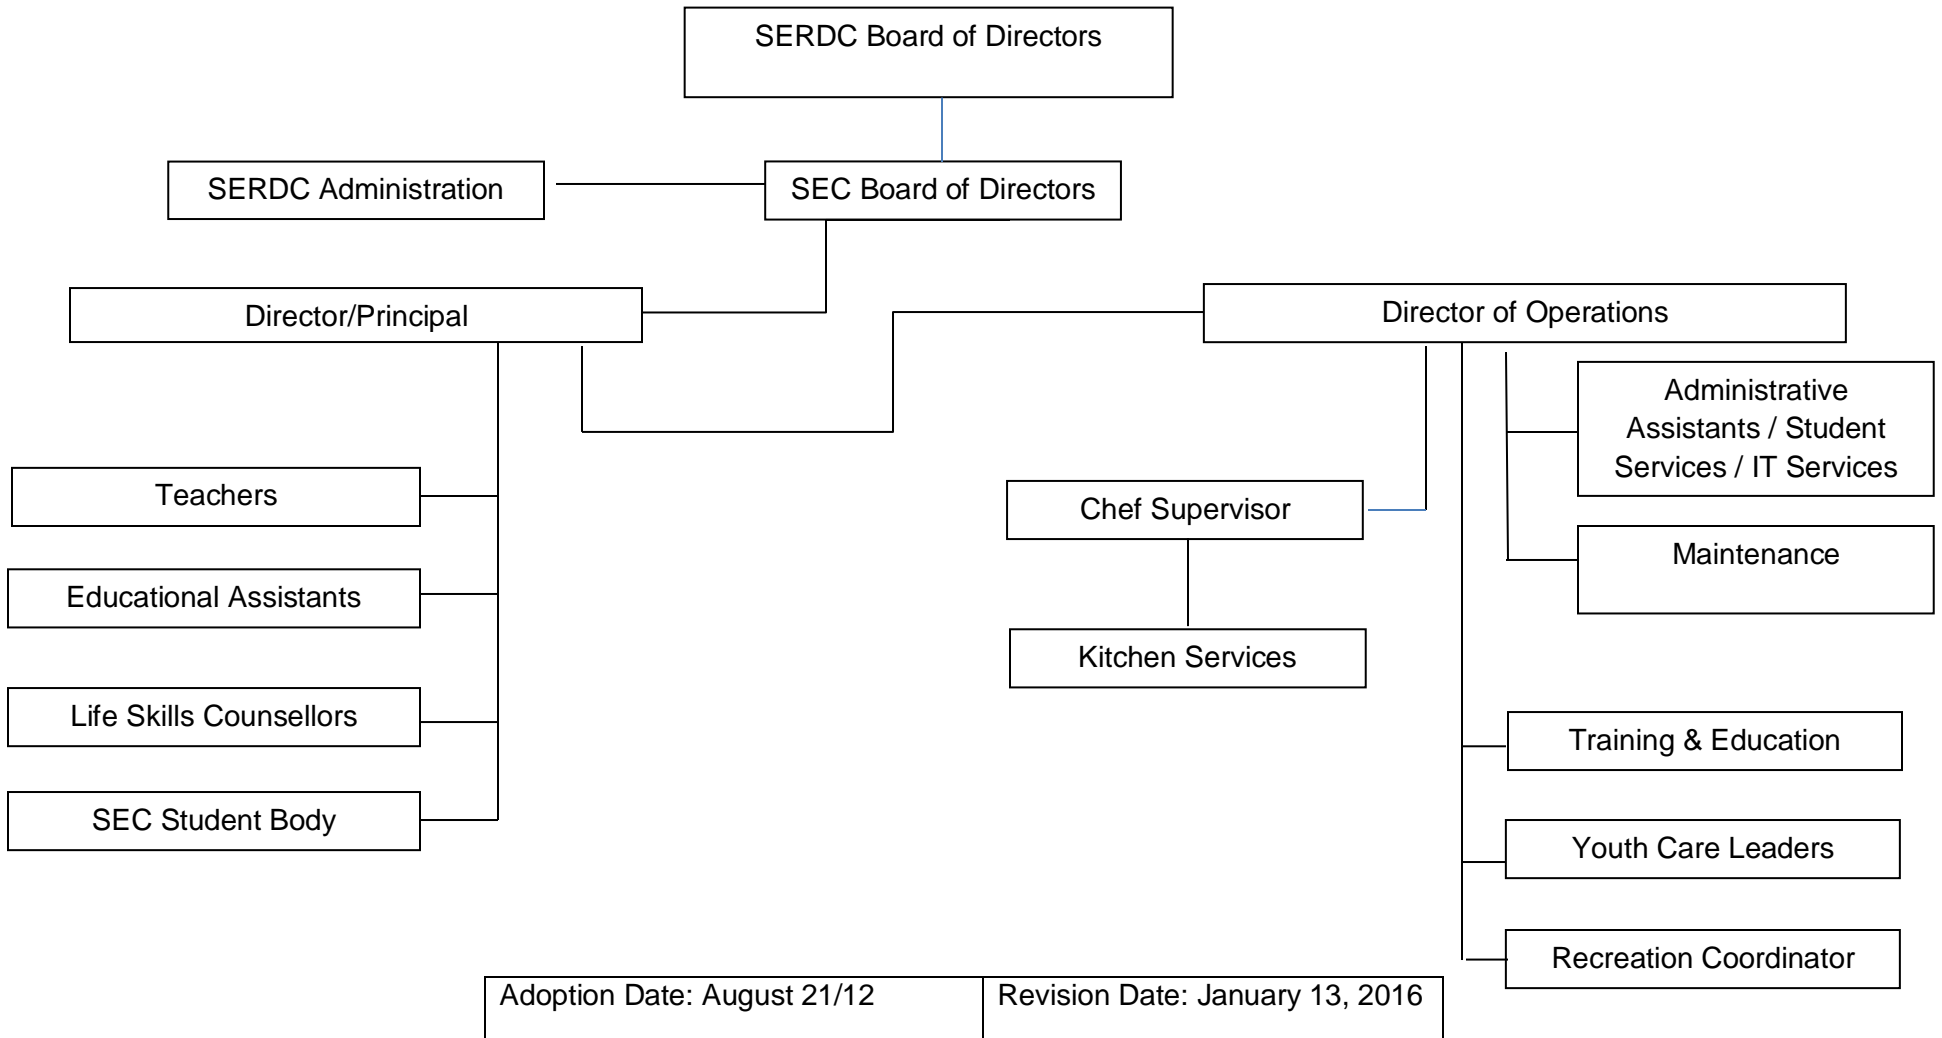 SERDC Board of Directors
SERDC Administration
SEC Board of Directors
Director/Principal
Director of Operations
Administrative
Assistants / Student
Services / IT Services
Teachers
Chef Supervisor
Maintenance
Educational Assistants
Kitchen Services
Life Skills Counsellors
Training & Education
SEC Student Body
Youth Care Leaders
Recreation Coordinator
Adoption Date: August 21/12
Revision Date: January 13, 2016